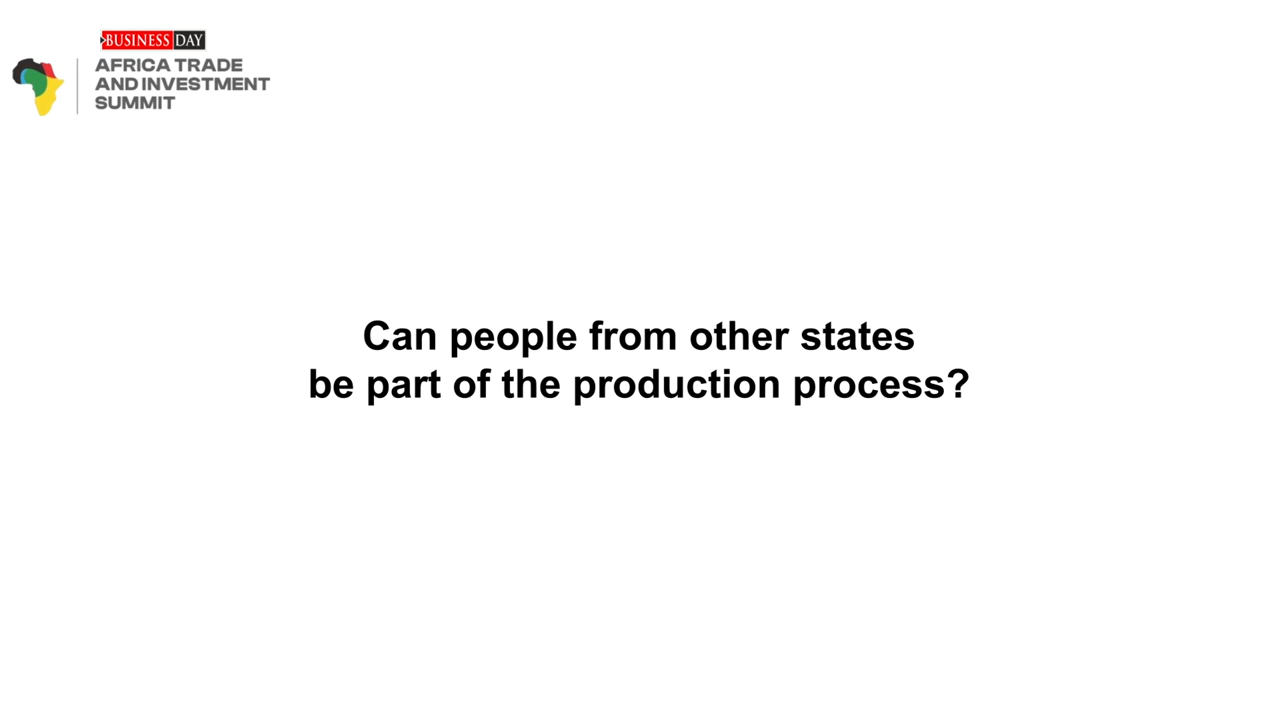 BUSINESS DAY
AFRICA TRADE
AND INVESTMENT
SUMMIT
Can people from other states
be part of the production process?